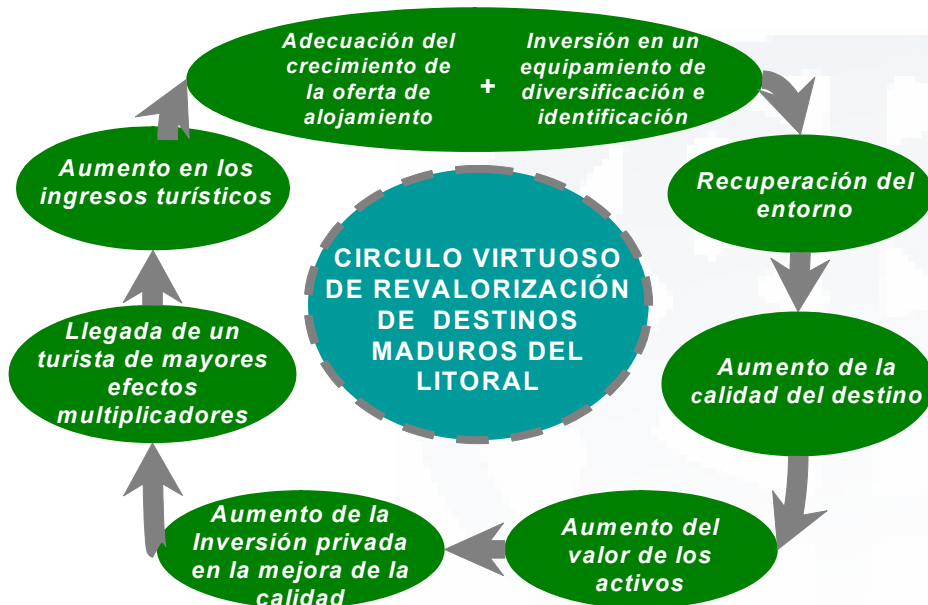 Adecuación del
crecimiento de
la oferta de
alojamiento
+
Inversión en un
equipamiento de
diversificación e
identificación
Recuperación del
entorno
Aumento de la
calidad del destino
Aumento del
valor de los
activos
Aumento de la
Inversión privada
en la mejora de la
calidad
Llegada de un
turista de mayores
efectos
multiplicadores
Aumento en los
ingresos turísticos
CIRCULO VIRTUOSO
DE REVALORIZACIÓN
DE DESTINOS
MADUROS DEL
LITORAL